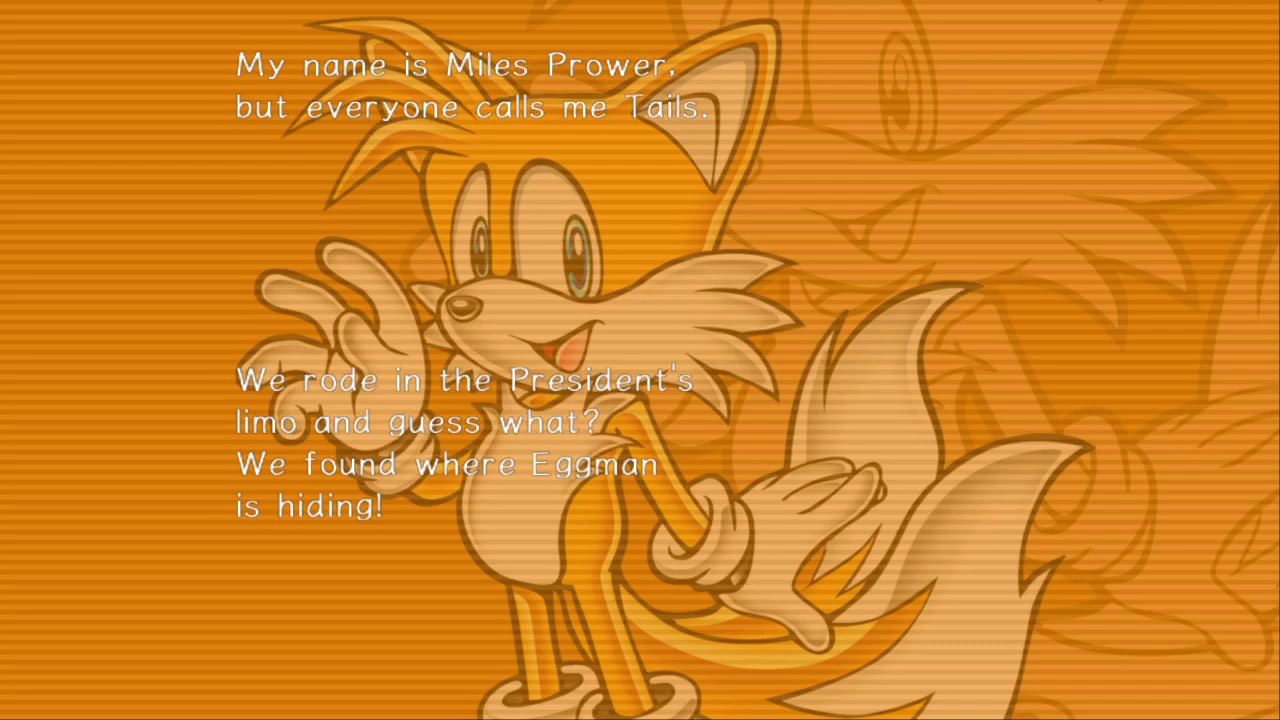 My name is Miles Prower,
but everyone calls me Tails.
We rode in the President's
limo and guess what?
We found where Eggman
is hiding!